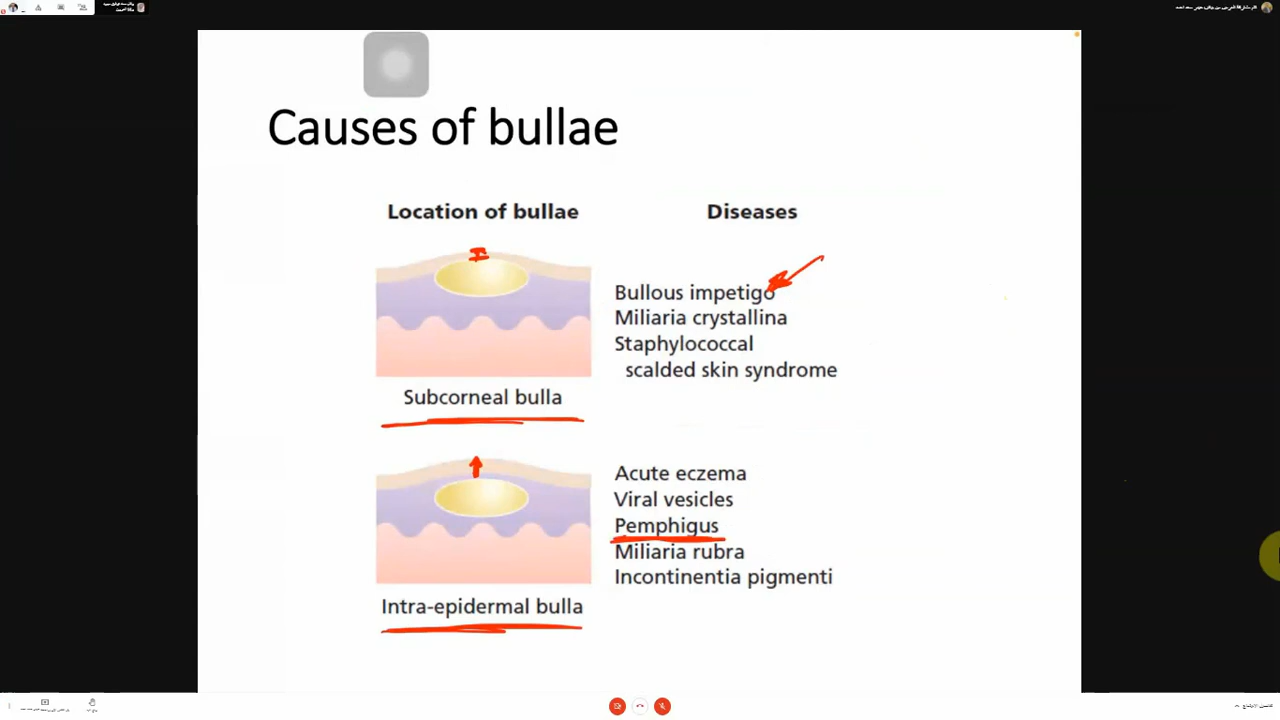 Causes of bullae
Location of bullae
Diseases
Bullous impetigo
Miliaria crystallina
Staphylococcal
scalded skin syndrome
Subcorneal bulla
Acute eczema
Viral vesicles
Pemphigus
Miliaria rubra
Incontinentia pigmenti
Intra-epidermal bulla